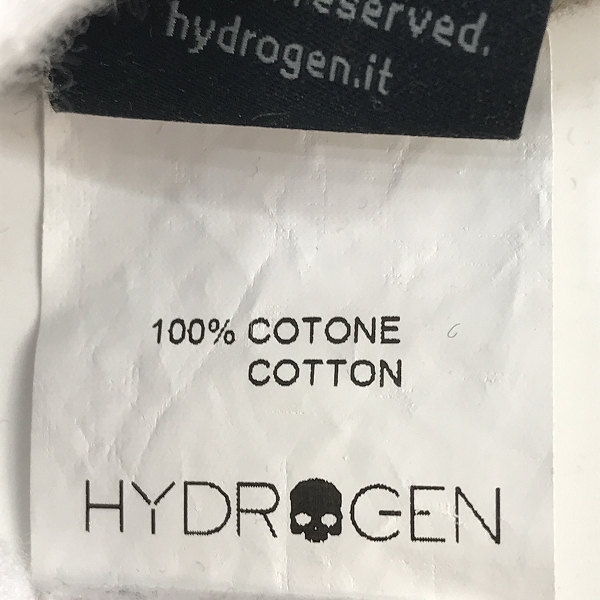 reserved.
hydrogen.it
100% COTONE
COTTON
HYDROGEN